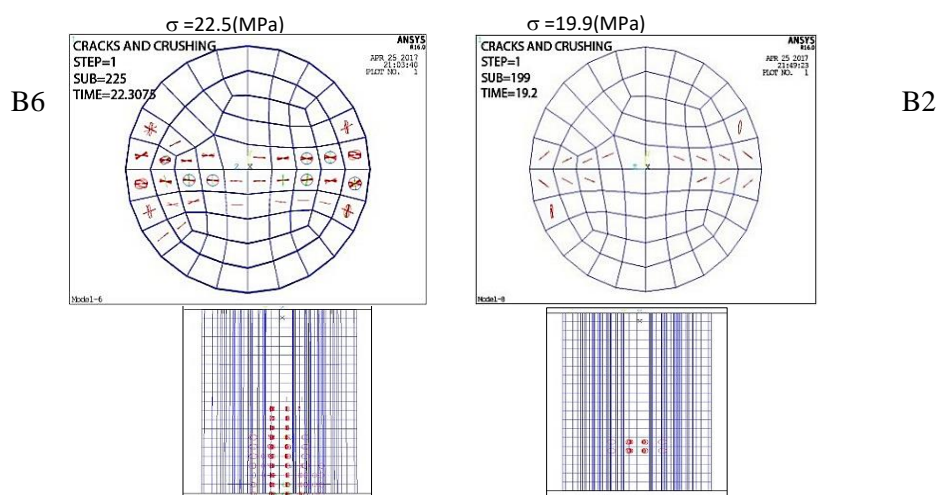 σ =22.5(MPa)
σ =19.9(MPa)
B6
CRACKS AND CRUSHING
STEP=1
SUB=225
TIME=22.3075
ANSYS
R16.0
APR 25 2017
21:03:40
PLOT NO. 1
Z X
Model-6
CRACKS AND CRUSHING
STEP=1
SUB=199
TIME=19.2
ANSYS
R16.0
APR 25 2017
21:49:23
PLOT NO. 1
X
Model-8
B2
X
X